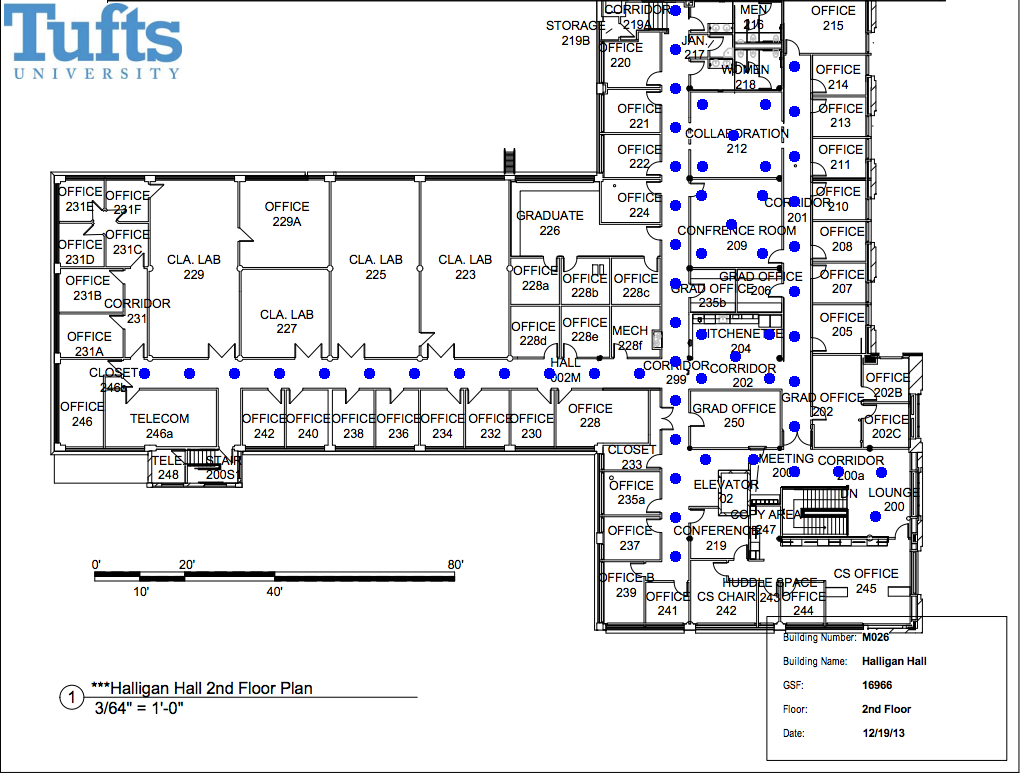 Tufts
UNIVERSITY
CORRIDOR
219A
MEN
216
OFFICE
215
STORAGE
219B
OFFICE
220
JAN.
217
WOMEN
218
OFFICE
214
OFFICE
221
OFFICE
213
COLLABORATION
212
OFFICE
222
OFFICE
211
OFFICE
224
OFFICE
210
CORRIDOR
201
OFFICE
231E
OFFICE
231F
OFFICE
229A
GRADUATE
226
CONFRENCE ROOM
209
OFFICE
208
OFFICE
231D
OFFICE
231C
CLA. LAB
229
CLA. LAB
225
CLA. LAB
223
OFFICE
228a
OFFICE
228b
OFFICE
228c
GRAD OFFICE
235b
GRAD OFFICE
206
OFFICE
207
OFFICE
231B
CORRIDOR
231
CLA. LAB
227
OFFICE
228d
OFFICE
228e
MECH
228f
KITCHENETTE
204
OFFICE
205
OFFICE
231A
CLOSET
246b
HALL
002M
CORRIDOR
299
CORRIDOR
202
OFFICE
202B
OFFICE
246
TELECOM
246a
OFFICE
242
OFFICE
240
OFFICE
238
OFFICE
236
OFFICE
234
OFFICE
232
OFFICE
230
OFFICE
228
GRAD OFFICE
250
GRAD OFFICE
202
OFFICE
202C
TELE
248
STAIR
200S1
CLOSET
233
MEETING
200
CORRIDOR
200a
OFFICE
235a
ELEVATOR
02
DN
LOUNGE
200
OFFICE
237
CONFERENCE
219
COPY AREA
247
OFFICE B
239
OFFICE
241
CS CHAIR
242
HUDDLE SPACE
243
OFFICE
244
CS OFFICE
245
0' 20' 80'
10' 40'
1
***Halligan Hall 2nd Floor Plan
3/64" = 1'-0"
Building Number: M026
Building Name: Halligan Hall
GSF: 16966
Floor: 2nd Floor
Date: 12/19/13